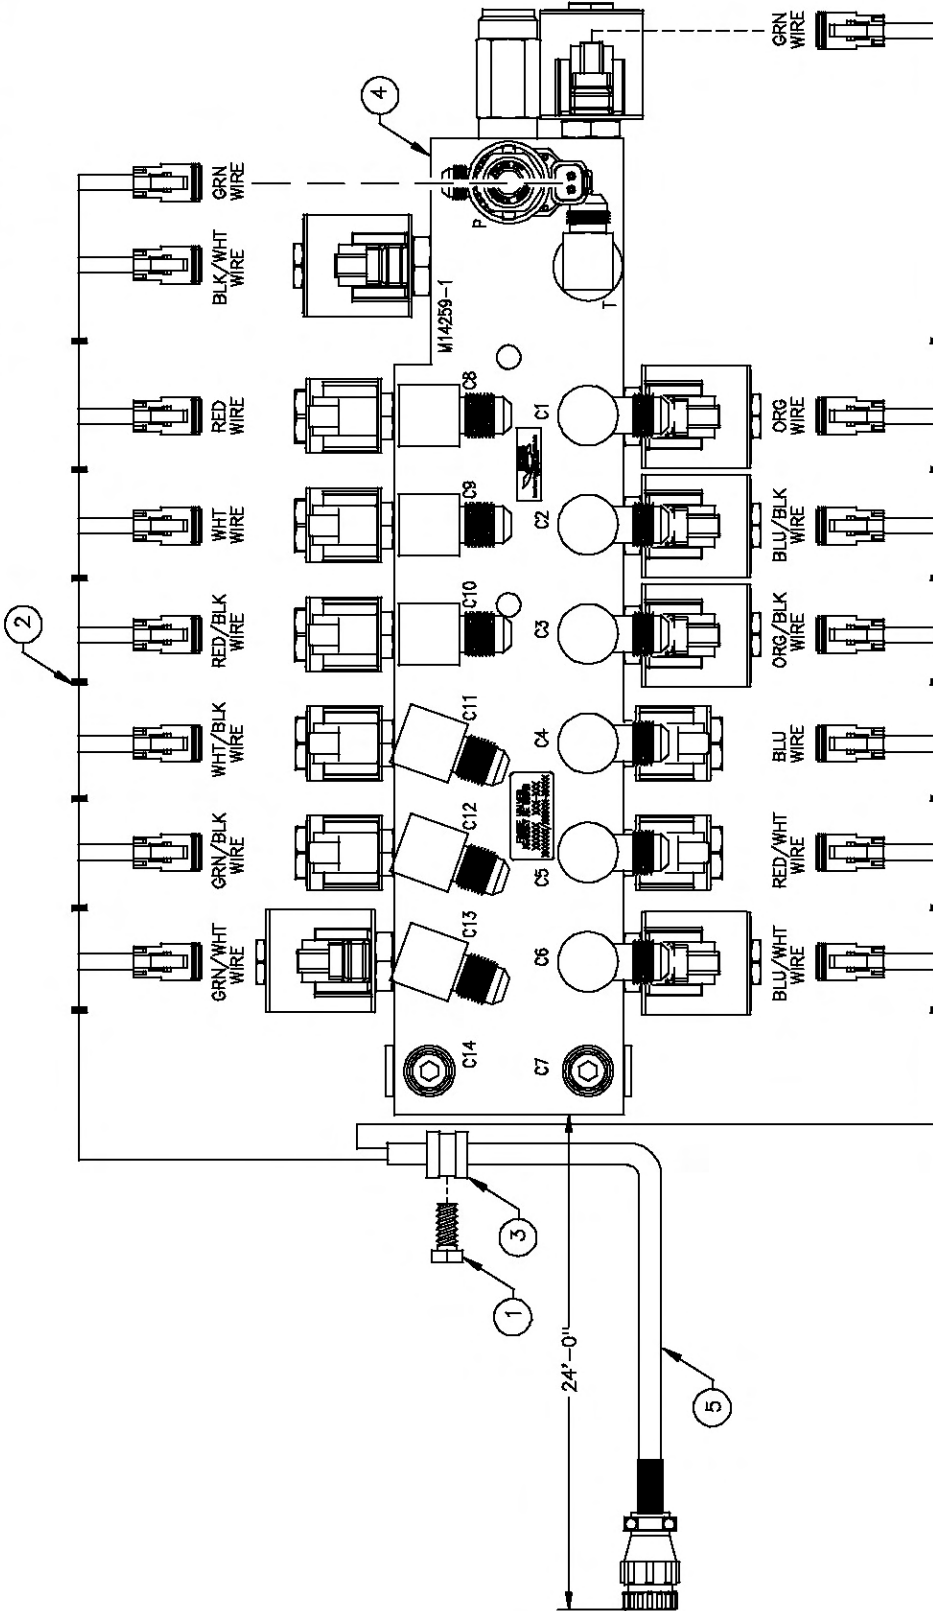 GRN
WIRE
BLK/WHT
WIRE
RED
WIRE
WHT
WIRE
RED/BLK
WIRE
WHT/BLK
WIRE
GRN/BLK
WIRE
GRN/WHT
WIRE
2
4
M14259-1
P
T
C8
C9
C10
C11
C12
C13
C14
C1
C2
C3
C4
C5
C6
C7
GRN
WIRE
ORG
WIRE
BLU/BLK
WIRE
ORG/BLK
WIRE
BLU
WIRE
RED/WHT
WIRE
BLU/WHT
WIRE
3
1
24'-0"
5